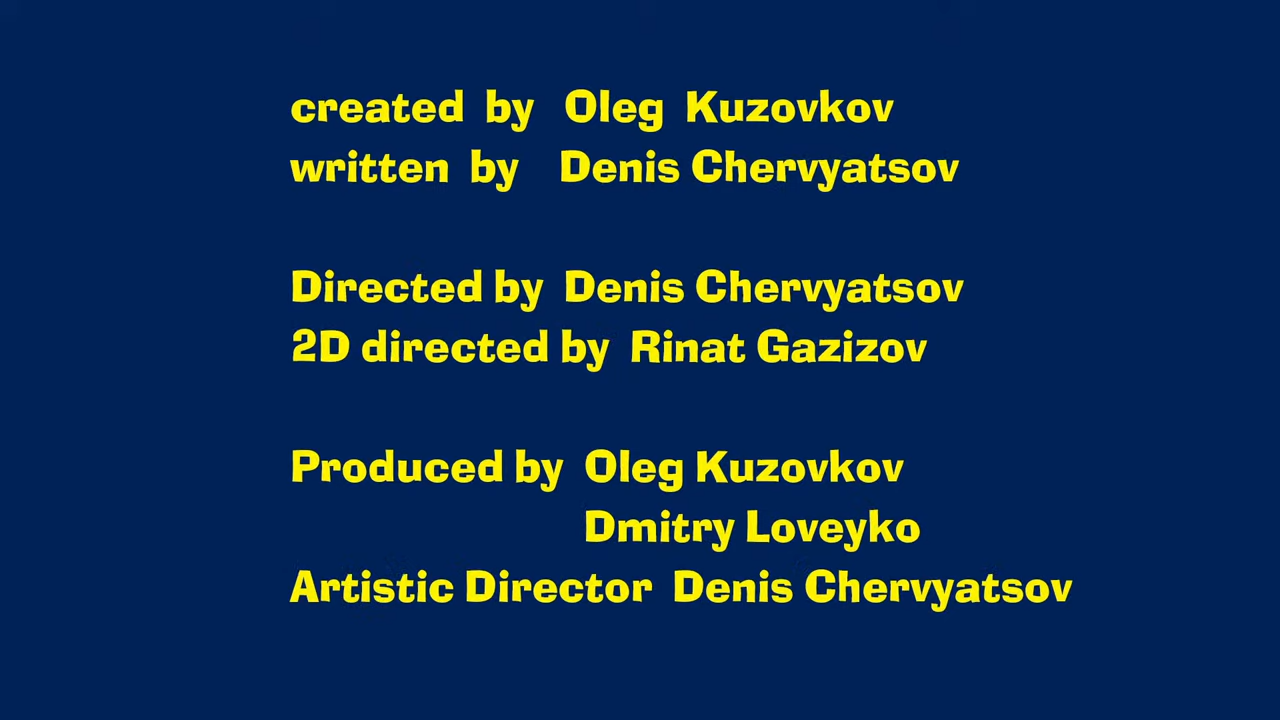 created by Oleg Kuzovkov
written by Denis Chervyatsov
Directed by Denis Chervyatsov
2D directed by Rinat Gazizov
Produced by Oleg Kuzovkov
Dmitry Loveyko
Artistic Director Denis Chervyatsov